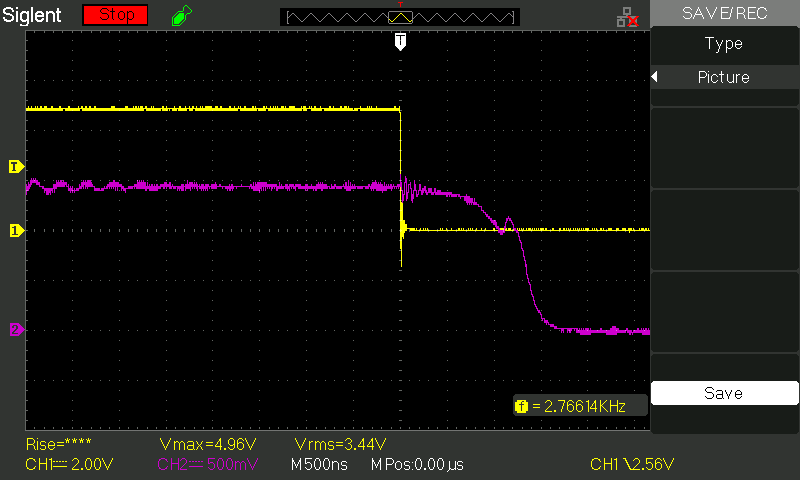 Siglent Stop T SAVE/REC
T
Type
Picture
T
1
2
f = 2.76614KHz
Save
Rise=**** Vmax=4.96V Vrms=3.44V
CH1 2.00V CH2 500mV M500ns MPos:0.00µs CH1 2.56V